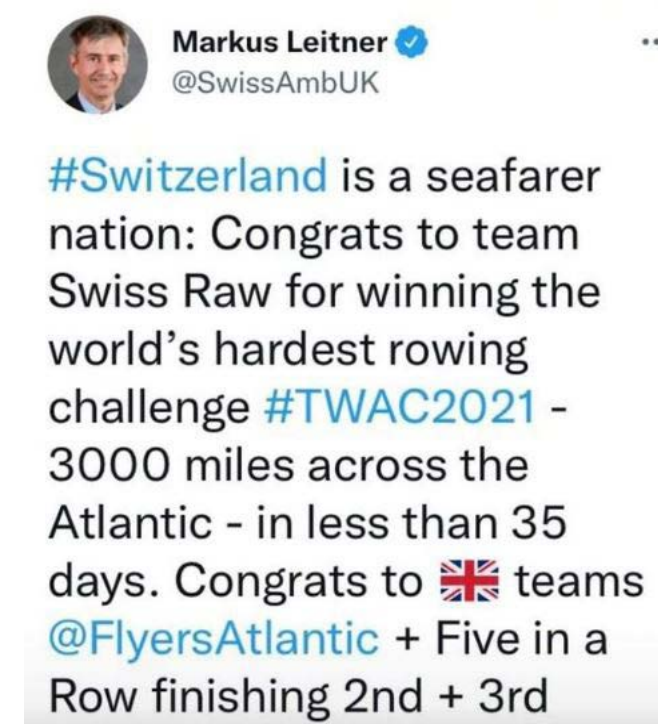 Markus Leitner
@SwissAmbUK
#Switzerland is a seafarer
nation: Congrats to team
Swiss Raw for winning the
world's hardest rowing
challenge #TWAC2021 -
3000 miles across the
Atlantic - in less than 35
days. Congrats to 🇬🇧 teams
@FlyersAtlantic + Five in a
Row finishing 2nd + 3rd